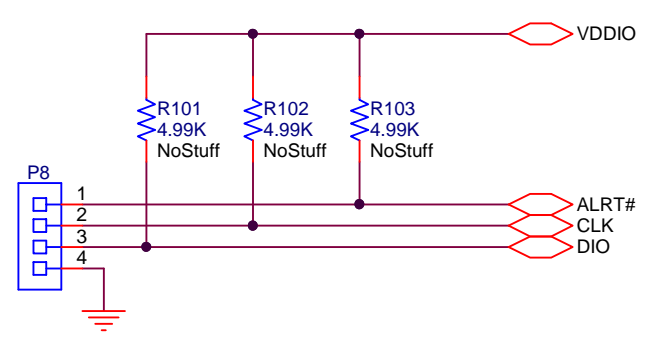 VDDIO
R101
4.99K
NoStuff
R102
4.99K
NoStuff
R103
4.99K
NoStuff
P8
1
ALRT#
2
CLK
3
DIO
4